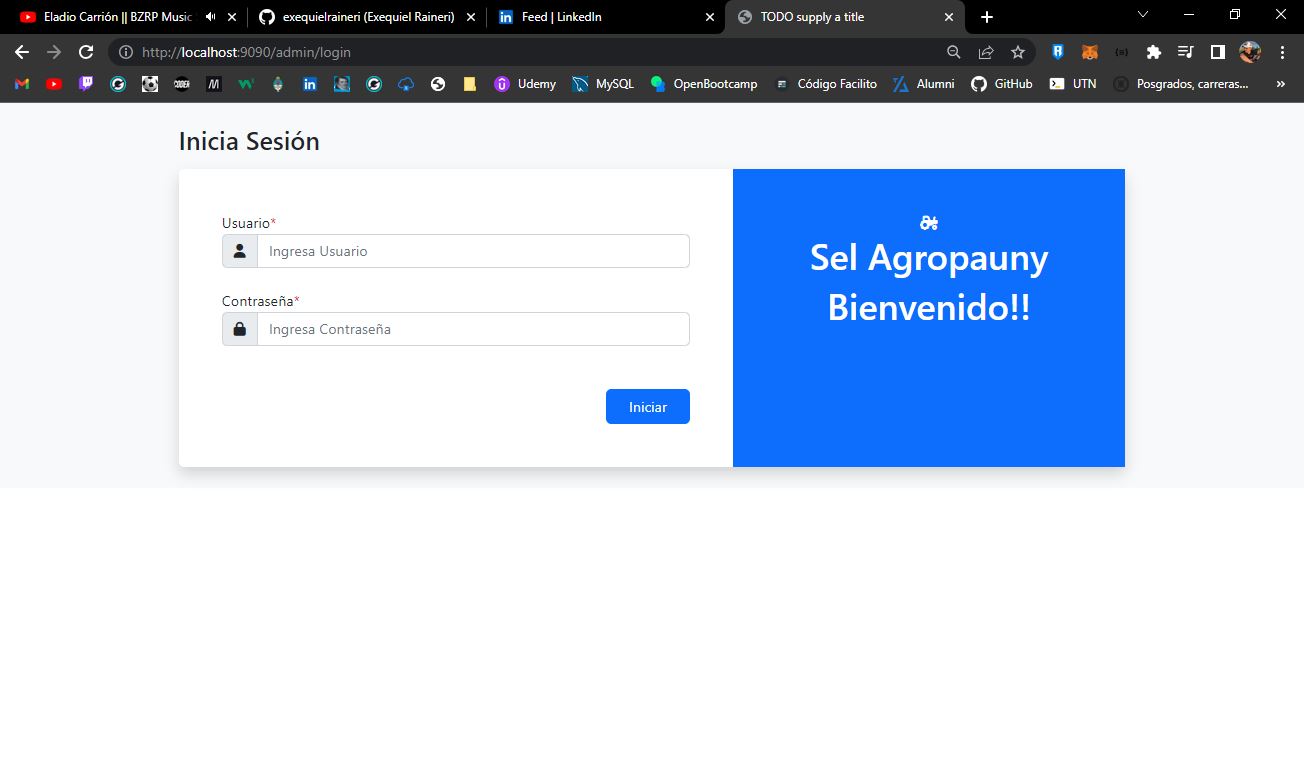 Eladio Carrión || BZRP Music
exequielraineri (Exequiel Raineri)
Feed | LinkedIn
TODO supply a title
http://localhost:9090/admin/login
Udemy
MySQL
OpenBootcamp
Código Facilito
Alumni
GitHub
UTN
Posgrados, carreras...
»
Inicia Sesión
Usuario*
Ingresa Usuario
Contraseña*
Ingresa Contraseña
Iniciar
Sel Agropauny
Bienvenido!!